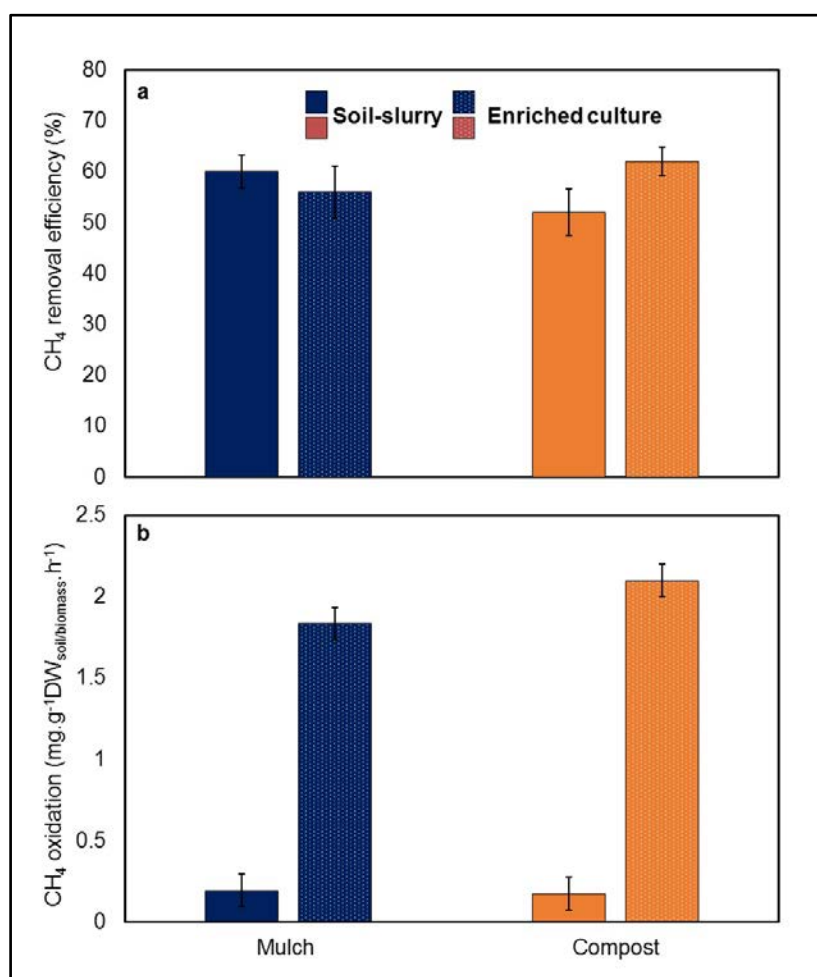 a
Soil-slurry Enriched culture
80
70
60
50
40
30
20
10
0
CH₄ removal efficiency (%)
b
2.5
2
1.5
1
0.5
0
CH₄ oxidation (mg.g⁻¹DWsoil/biomass.h⁻¹)
Mulch Compost